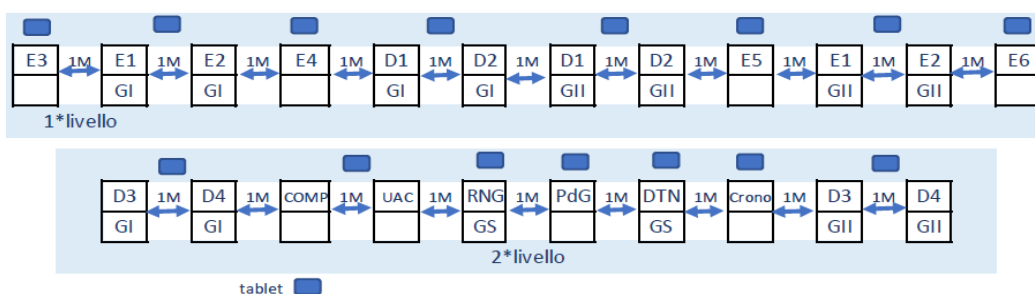 E3 1M E1 1M E2 1M E4 1M D1 1M D2 1M D1 1M D2 1M E5 1M E1 1M E2 1M E6
GI GI GI GI GII GII GII GII
1*livello
D3 1M D4 1M COMP 1M UAC 1M RNG 1M PdG 1M DTN 1M Crono 1M D3 1M D4
GI GI GS GS GII GII
2*livello
tablet